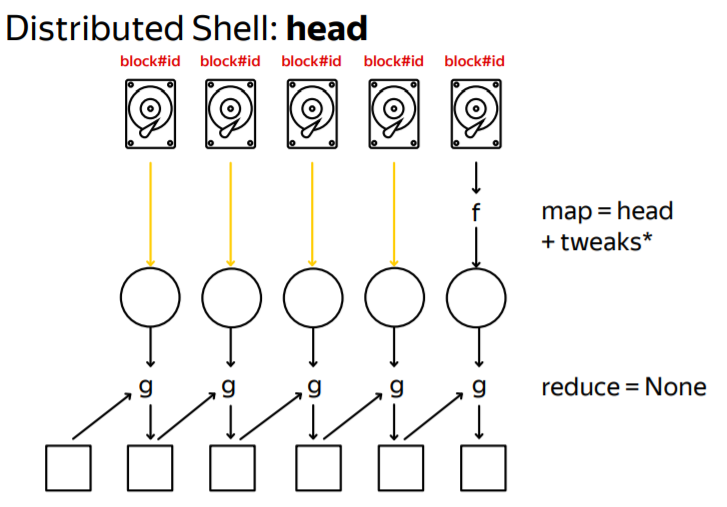 Distributed Shell: head
block#id block#id block#id block#id block#id
f
map = head
+ tweaks*
g g g g g
reduce = None